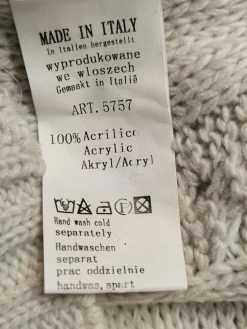 MADE IN ITALY
In Italien hergestellt
wyprodukowane
we wloszech
Gemaakt in Italië
ART. 5757
100% Acrilico
Acrylic
Akryl/Acryl
Hand wash cold
separately
Handwaschen
separat
prac oddzielnie
handwas, apart